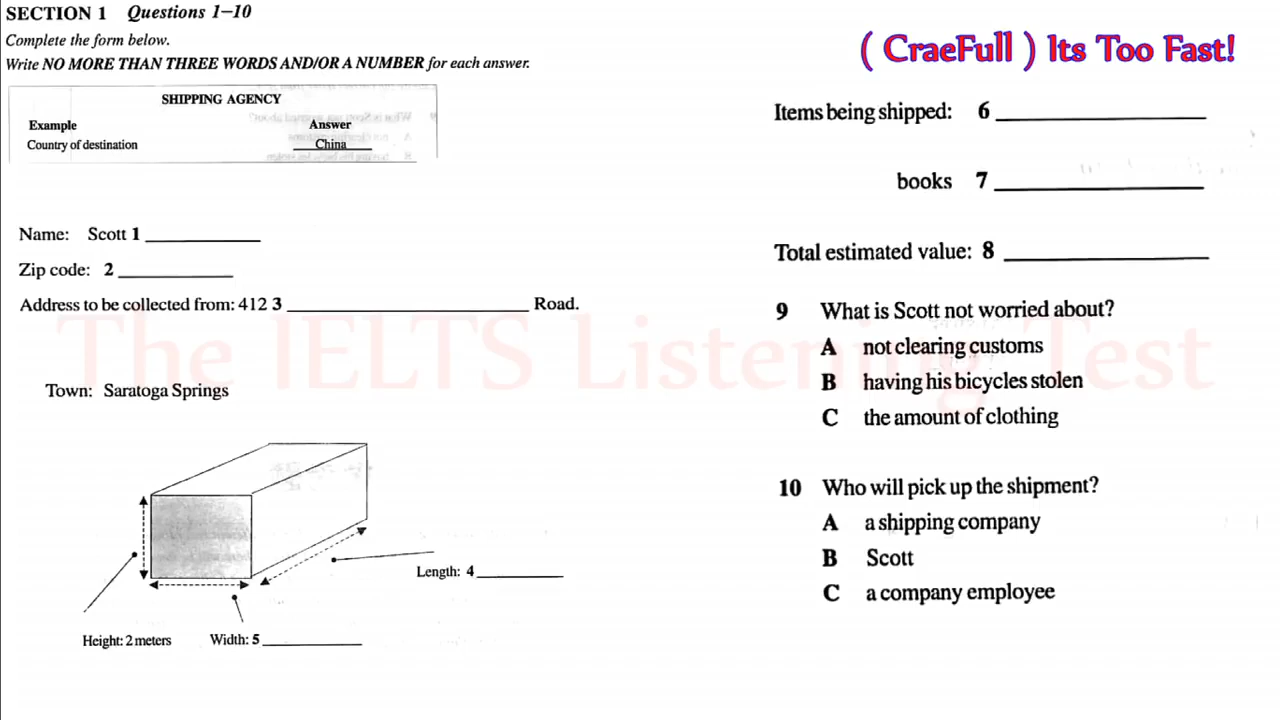 SECTION 1 Questions 1–10
Complete the form below.
Write NO MORE THAN THREE WORDS AND/OR A NUMBER for each answer.
SHIPPING AGENCY
Example Answer
Country of destination China
Name: Scott 1
Zip code: 2
Address to be collected from: 412 3 Road.
Town: Saratoga Springs
Length: 4
Height: 2 meters Width: 5
( CraeFull ) Its Too Fast!
Items being shipped: 6
books 7
Total estimated value: 8
9 What is Scott not worried about?
A not clearing customs
B having his bicycles stolen
C the amount of clothing
10 Who will pick up the shipment?
A a shipping company
B Scott
C a company employee
The IELTS Listening Test